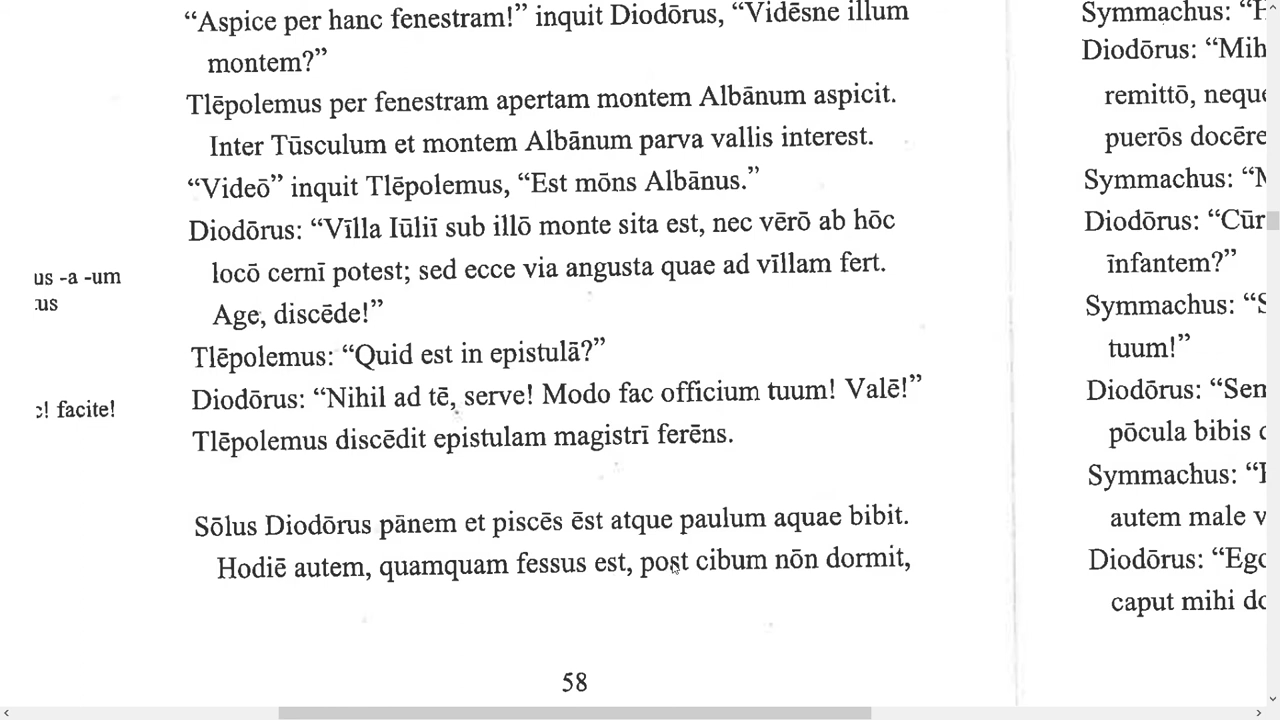 “Aspice per hanc fenestram!” inquit Diodōrus, “Vidēsne illum
montem?”
Tlēpolemus per fenestram apertam montem Albānum aspicit.
Inter Tūsculum et montem Albānum parva vallis interest.
“Videō” inquit Tlēpolemus, “Est mōns Albānus.”
Diodōrus: “Vīlla Iūliī sub illō monte sita est, nec vērō ab hōc
locō cernī potest; sed ecce via angusta quae ad vīllam fert.
Age, discēde!”
Tlēpolemus: “Quid est in epistulā?”
Diodōrus: “Nihil ad tē, serve! Modo fac officium tuum! Valē!”
Tlēpolemus discēdit epistulam magistrī ferēns.
Sōlus Diodōrus pānem et piscēs ēst atque paulum aquae bibit.
Hodiē autem, quamquam fessus est, post cibum nōn dormit,
58
us -a -um
us
! facite!
Symmachus:
Diodōrus: “Mih
remittō, neque
puerōs docēre
Symmachus:
Diodōrus: “Cūr
īnfantem?”
Symmachus: “S
tuum!”
Diodōrus: “Sem
pōcula bibis
Symmachus:
autem male v
Diodōrus: “Ego
caput mihi do